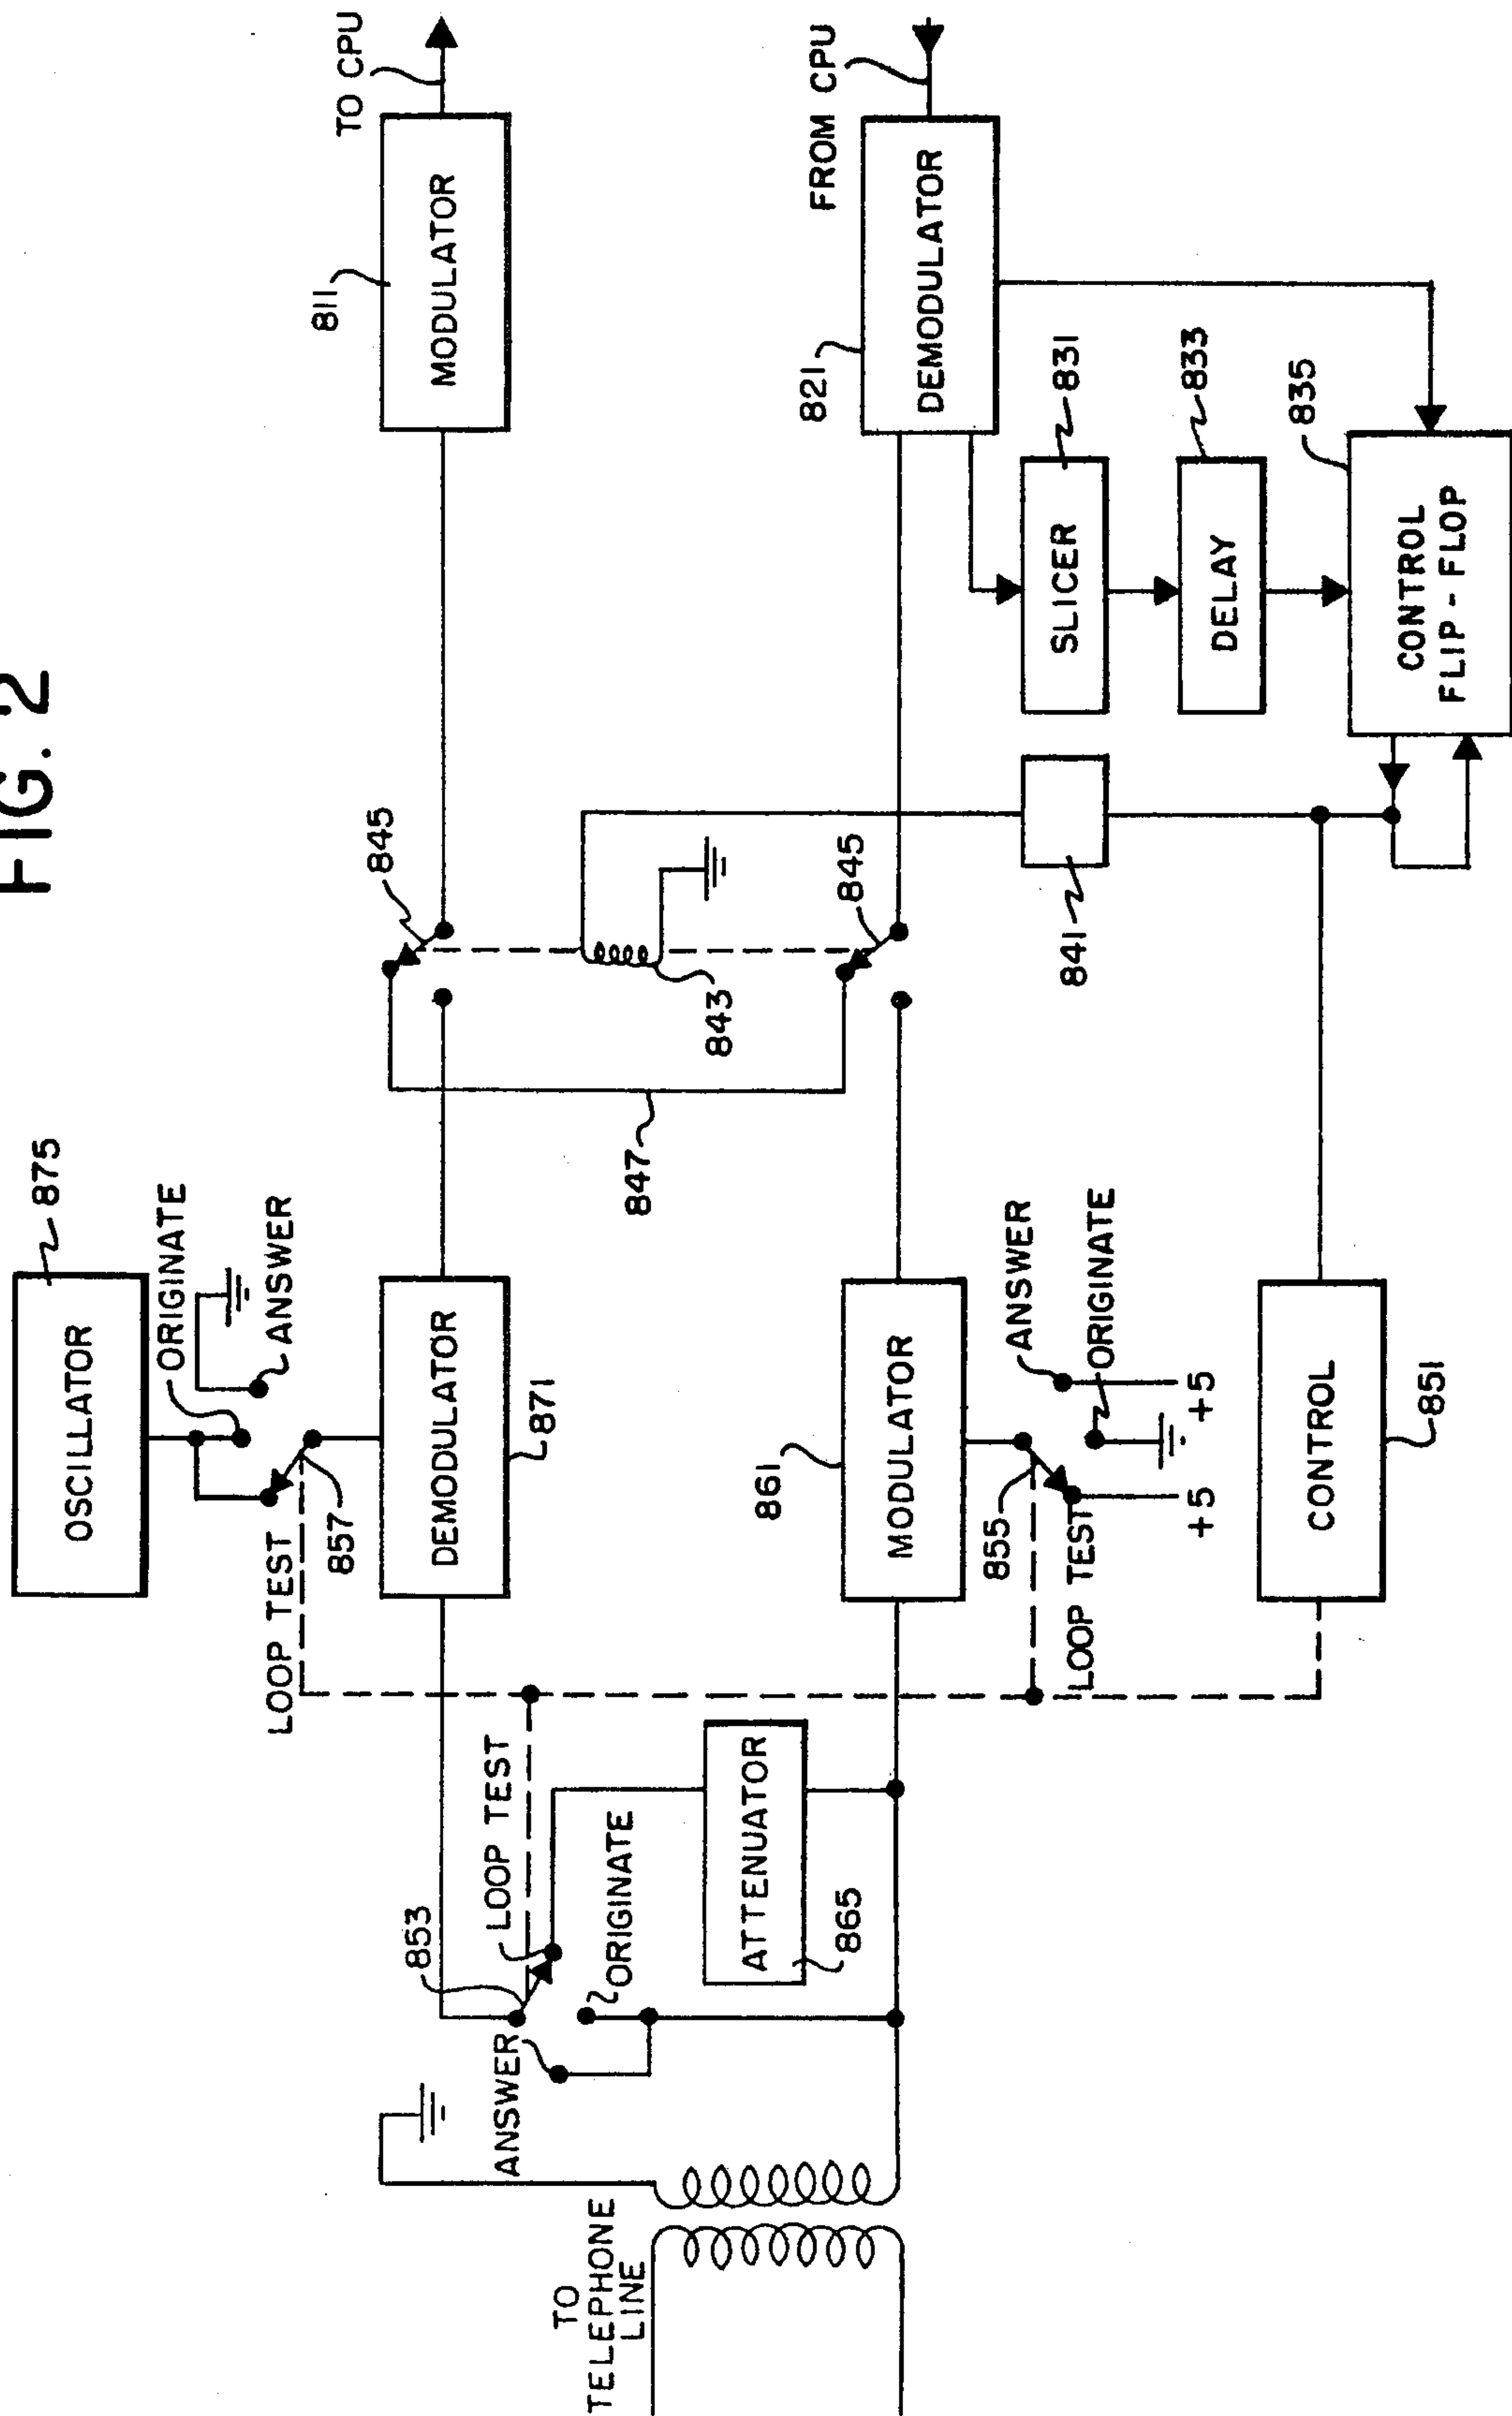 FIG. 2
OSCILLATOR
875
ORIGINATE
ANSWER
LOOP TEST
857
DEMODULATOR
871
845
811
MODULATOR
TO CPU
853
LOOP TEST
ANSWER
ORIGINATE
ATTENUATOR
865
TO
TELEPHONE
LINE
847
843
845
861
MODULATOR
855
LOOP TEST
ANSWER
ORIGINATE
+5
+5
CONTROL
851
841
821
DEMODULATOR
FROM CPU
SLICER
831
DELAY
833
835
CONTROL
FLIP-FLOP